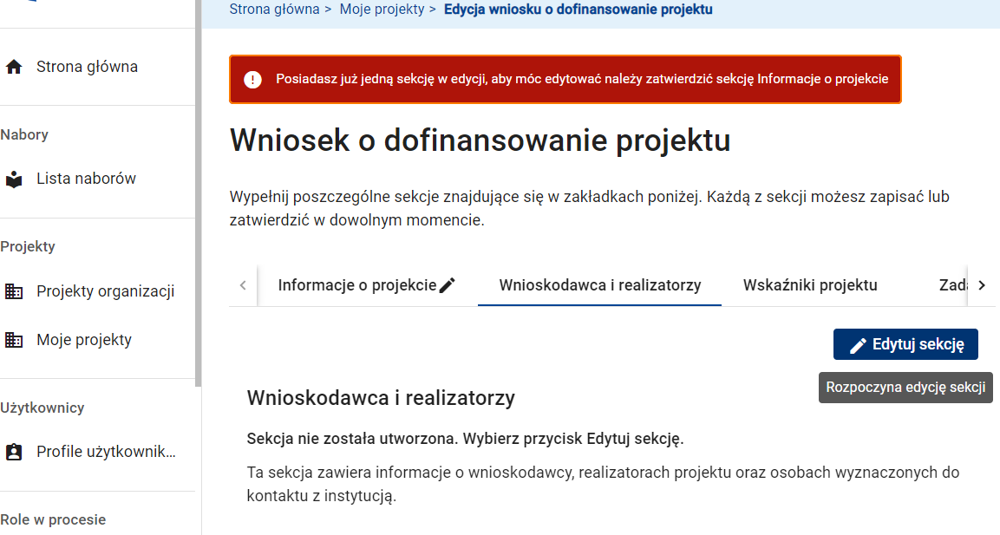 Strona główna > Moje projekty > Edycja wniosku o dofinansowanie projektu
Strona główna
Nabory
Lista naborów
Projekty
Projekty organizacji
Moje projekty
Użytkownicy
Profile użytkownik...
Role w procesie
Posiadasz już jedną sekcję w edycji, aby móc edytować należy zatwierdzić sekcję Informacje o projekcie
Wniosek o dofinansowanie projektu
Wypełnij poszczególne sekcje znajdujące się w zakładkach poniżej. Każdą z sekcji możesz zapisać lub
zatwierdzić w dowolnym momencie.
Informacje o projekcie Wnioskodawca i realizatorzy Wskaźniki projektu
Edytuj sekcję
Rozpoczyna edycję sekcji
Wnioskodawca i realizatorzy
Sekcja nie została utworzona. Wybierz przycisk Edytuj sekcję.
Ta sekcja zawiera informacje o wnioskodawcy, realizatorach projektu oraz osobach wyznaczonych do
kontaktu z instytucją.